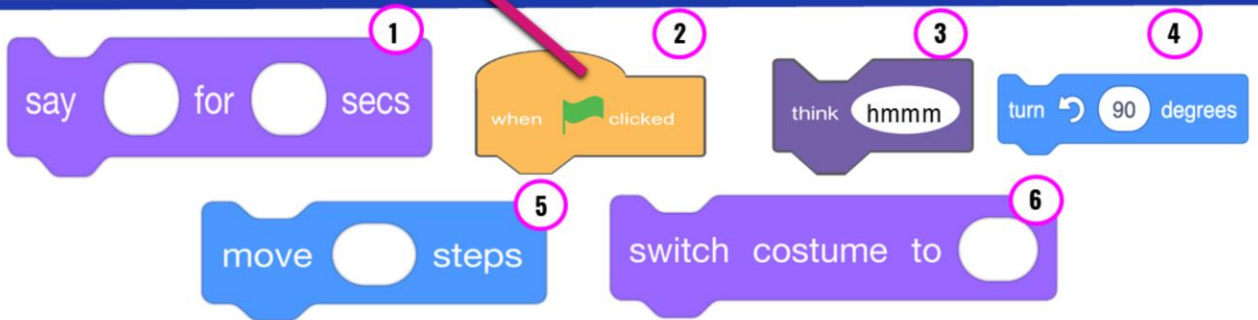 1
say for secs
2
when clicked
3
think hmmm
4
turn 90 degrees
5
move steps
6
switch costume to